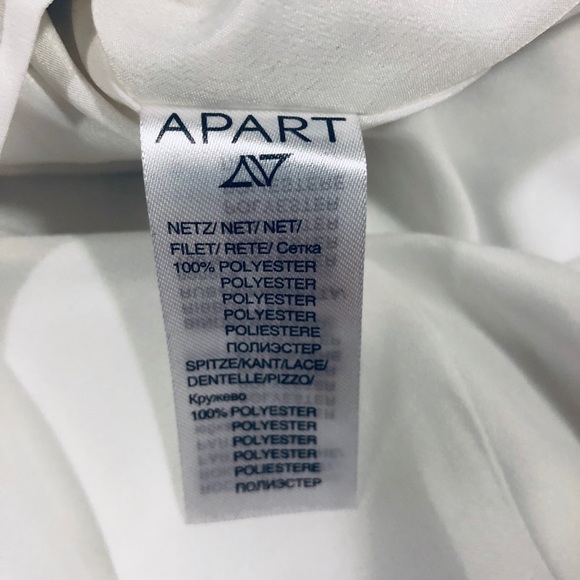 APART
NETZ/ NET/ NET/
FILET/ RETE/ Сетка
100% POLYESTER
POLYESTER
POLYESTER
POLYESTER
POLIESTERE
ПОЛИЭСТЕР
SPITZE/KANT/LACE/
DENTELLE/PIZZO/
Кружево
100% POLYESTER
POLYESTER
POLYESTER
POLYESTER
POLIESTERE
ПОЛИЭСТЕР